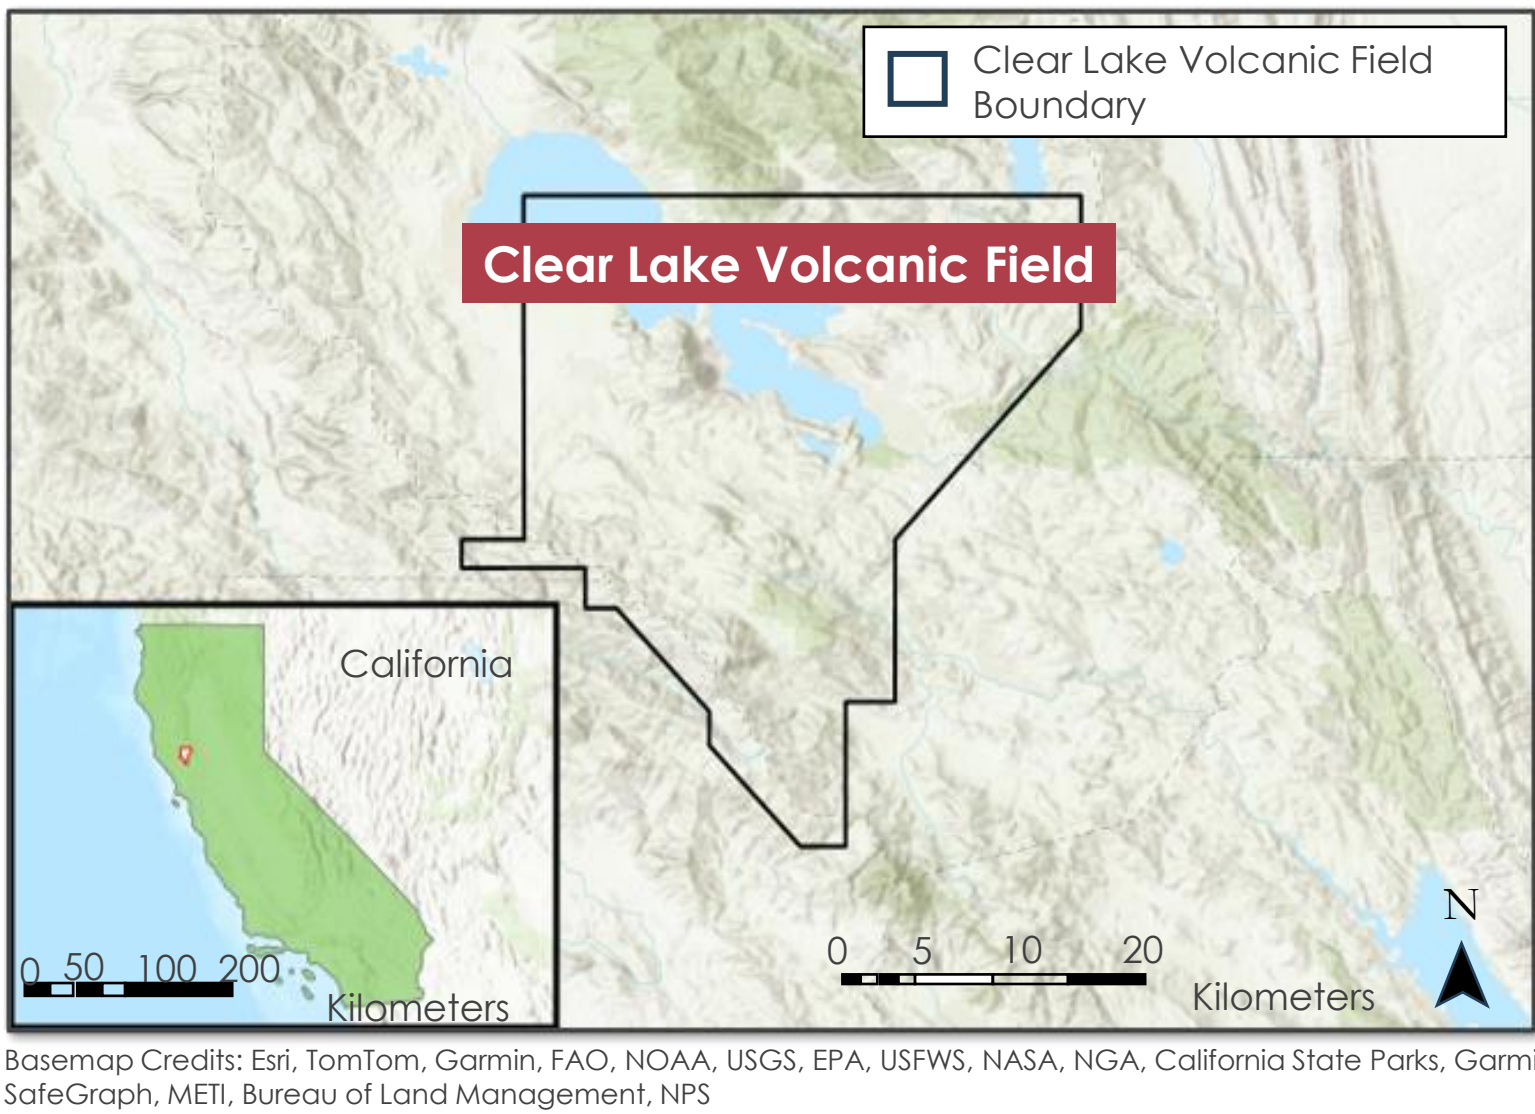 Clear Lake Volcanic Field
Boundary
Clear Lake Volcanic Field
California
0 50 100 200
Kilometers
0 5 10 20
Kilometers
N
Basemap Credits: Esri, TomTom, Garmin, FAO, NOAA, USGS, EPA, USFWS, NASA, NGA, California State Parks, Garmi
SafeGraph, METI, Bureau of Land Management, NPS